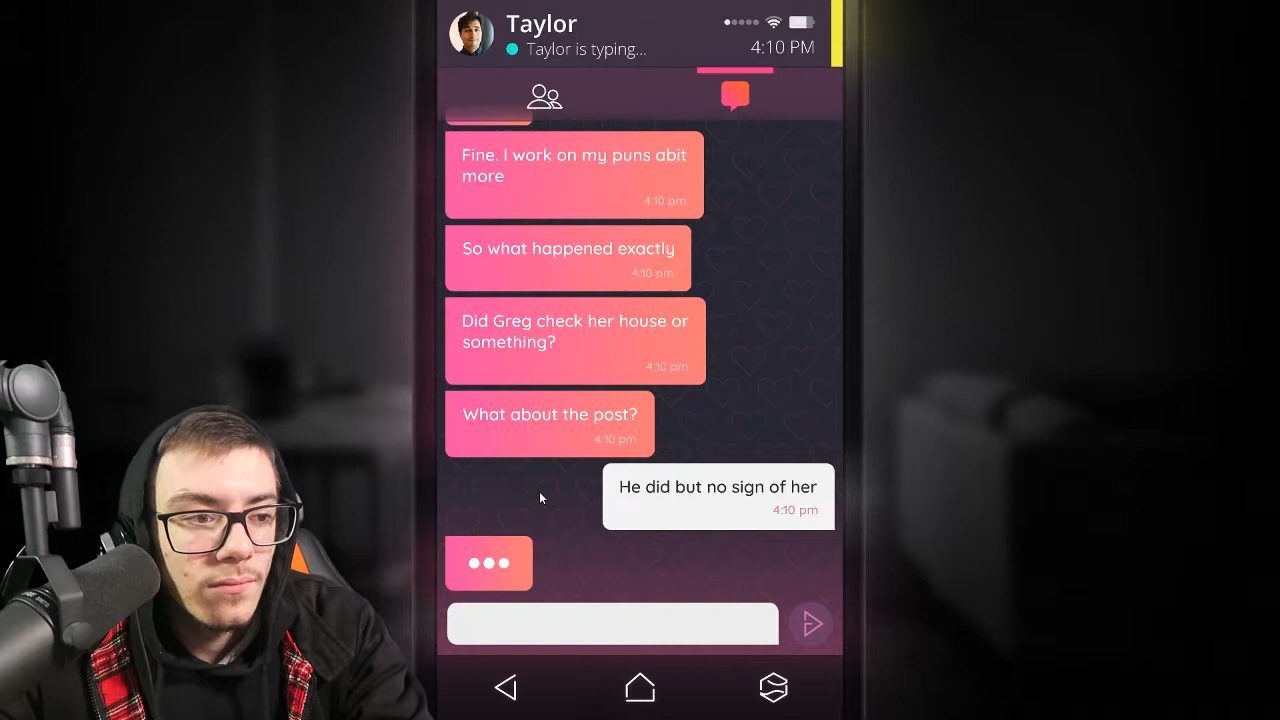 Taylor
Taylor is typing...
4:10 PM
Fine. I work on my puns abit
more
4:10 pm
So what happened exactly
4:10 pm
Did Greg check her house or
something?
4:10 pm
What about the post?
4:10 pm
He did but no sign of her
4:10 pm